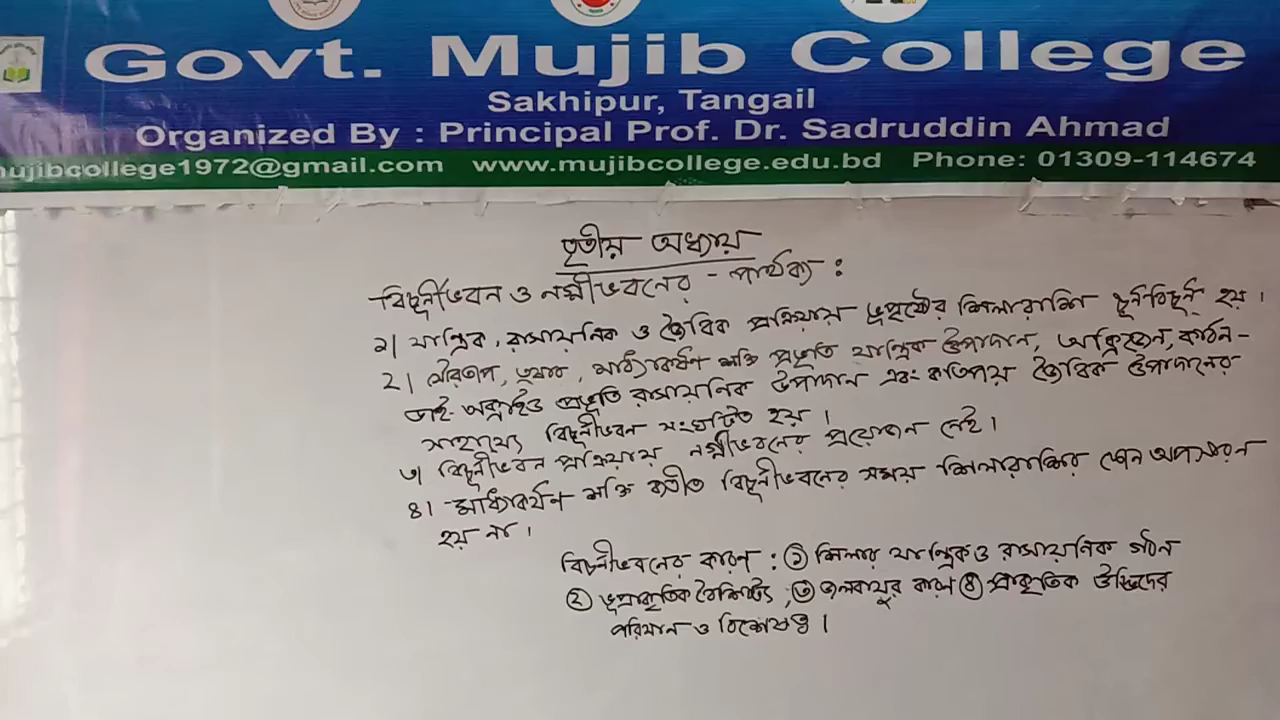 Govt. Mujib College
Sakhipur, Tangail
Organized By : Principal Prof. Dr. Sadruddin Ahmad
mujibcollege1972@gmail.com www.mujibcollege.edu.bd Phone: 01309-114674
তৃতীয় অধ্যায়
বিচূর্নীভবন ও নগ্নীভবনের - পার্থক্য :
১। যান্ত্রিক, রাসায়নিক ও জৈবিক প্রক্রিয়ায় ভূপৃষ্ঠের শিলারাশি চূর্নবিচূর্ন হয়।
২। সৌরতাপ, তুষার, মাধ্যাকর্ষণ শক্তি প্রভৃতি যান্ত্রিক উপাদান, অক্সিজেন, কার্বন-
ডাই-অক্সাইড প্রভৃতি রাসায়নিক উপাদান এবং কতিপয় জৈবিক উপাদানের
সাহায্যে বিচূর্নীভবন সংঘটিত হয়।
৩। বিচূর্নীভবন প্রক্রিয়ায় নগ্নীভবনের প্রয়োজন নেই।
৪। মাধ্যাকর্ষণ শক্তি ব্যতীত বিচূর্নীভবনের সময় শিলারাশির কোন অপসারন
হয় না।
বিচূর্নীভবনের কারণ : ① শিলার যান্ত্রিক ও রাসায়নিক গঠন
② ভূপ্রাকৃতিক বৈশিষ্ট্য, ③ জলবায়ুর কারণ ④ প্রাকৃতিক উদ্ভিদের
পরিমান ও বিশেষত্ব।